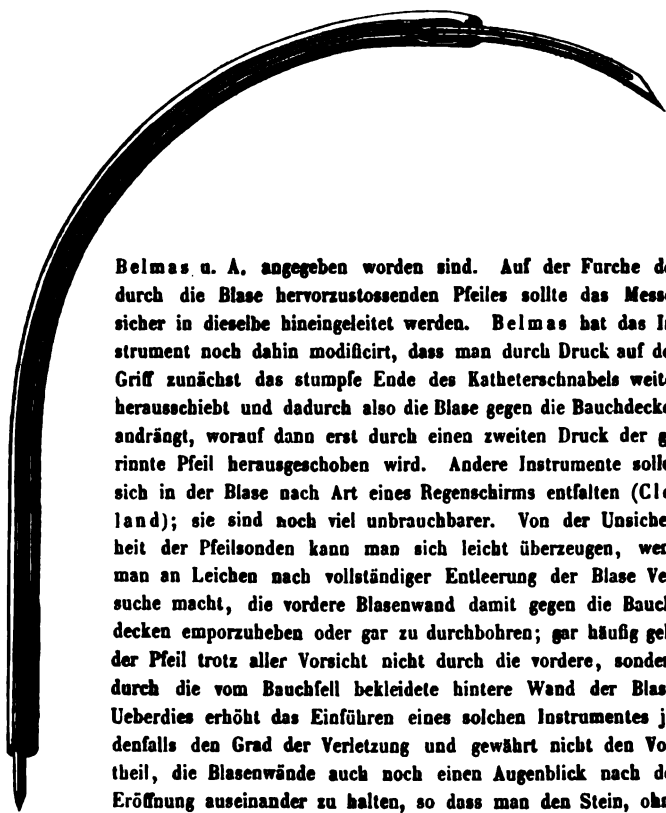 Belmas u. A. angegeben worden sind. Auf der Furche de
durch die Blase hervorzustossenden Pfeiles sollte das Messe
sicher in dieselbe hineingeleitet werden. Belmas hat das In
strument noch dahin modificirt, dass man durch Druck auf de
Griff zunächst das stumpfe Ende des Katheterschnabels weite
herausschiebt und dadurch also die Blase gegen die Bauchdecke
andrängt, worauf dann erst durch einen zweiten Druck der g
rinnte Pfeil herausgeschoben wird. Andere Instrumente solle
sich in der Blase nach Art eines Regenschirms entfalten (Cle
land); sie sind noch viel unbrauchbarer. Von der Unsicher
heit der Pfeilsonden kann man sich leicht überzeugen, wen
man an Leichen nach vollständiger Entleerung der Blase Ve
suche macht, die vordere Blasenwand damit gegen die Bauch
decken emporzuheben oder gar zu durchbohren; gar häufig geh
der Pfeil trotz aller Vorsicht nicht durch die vordere, sonder
durch die vom Bauchfell bekleidete hintere Wand der Blas
Ueberdies erhöht das Einführen eines solchen Instrumentes j
denfalls den Grad der Verletzung und gewährt nicht den Vo
theil, die Blasenwände auch noch einen Augenblick nach de
Eröffnung auseinander zu halten, so dass man den Stein, ohn